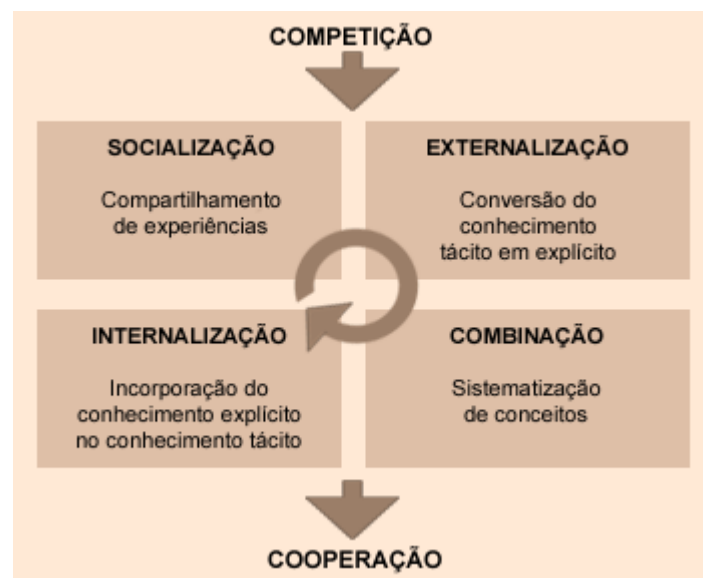 COMPETIÇÃO
SOCIALIZAÇÃO
Compartilhamento
de experiências
EXTERNALIZAÇÃO
Conversão do
conhecimento
tácito em explícito
INTERNALIZAÇÃO
Incorporação do
conhecimento explícito
no conhecimento tácito
COMBINAÇÃO
Sistematização
de conceitos
COOPERAÇÃO